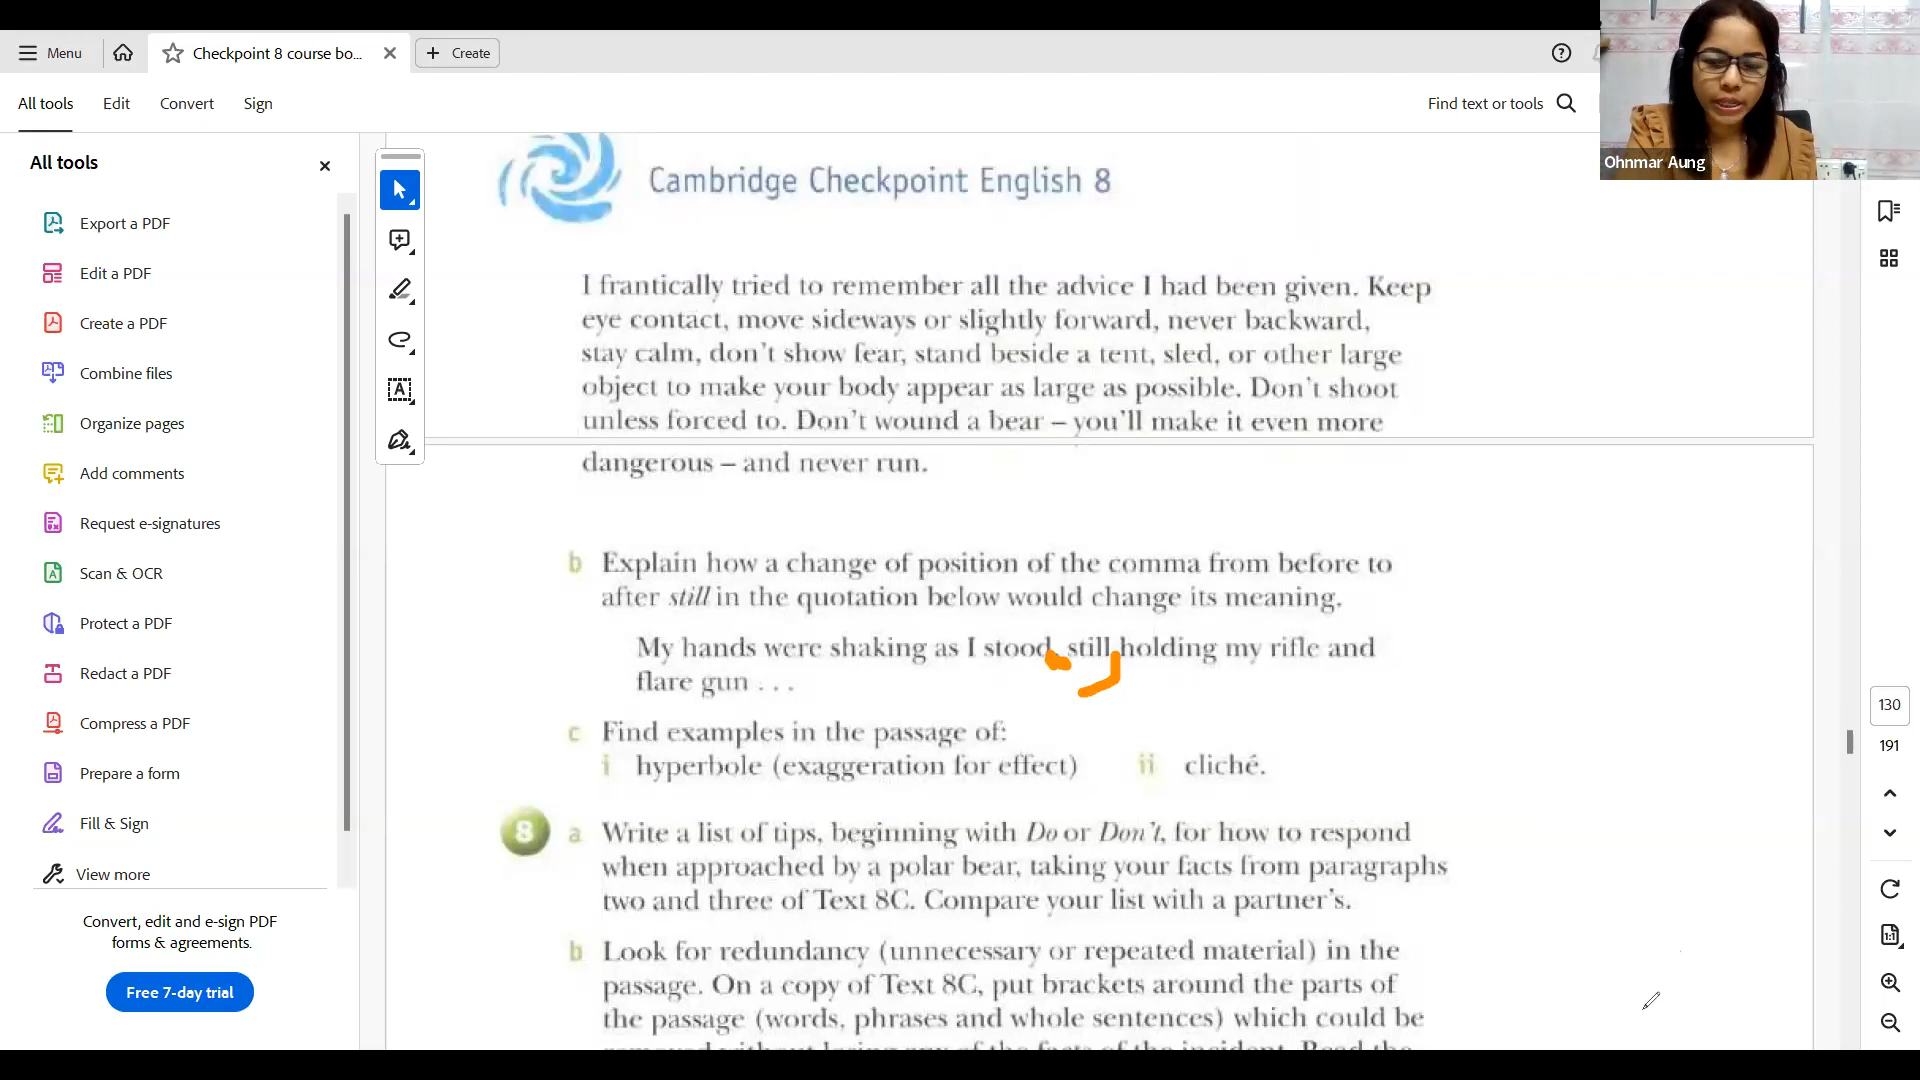 Menu
Checkpoint 8 course bo...
Create
All tools
Edit
Convert
Sign
Find text or tools
Ohnmar Aung
All tools
Export a PDF
Edit a PDF
Create a PDF
Combine files
Organize pages
Add comments
Request e-signatures
Scan & OCR
Protect a PDF
Redact a PDF
Compress a PDF
Prepare a form
Fill & Sign
View more
Convert, edit and e-sign PDF
forms & agreements.
Free 7-day trial
Cambridge Checkpoint English 8
I frantically tried to remember all the advice I had been given. Keep
eye contact, move sideways or slightly forward, never backward,
stay calm, don't show fear, stand beside a tent, sled, or other large
object to make your body appear as large as possible. Don't shoot
unless forced to. Don't wound a bear – you'll make it even more
dangerous – and never run.
b Explain how a change of position of the comma from before to
after still in the quotation below would change its meaning.
My hands were shaking as I stood, still holding my rifle and
flare gun . . .
c Find examples in the passage of:
i hyperbole (exaggeration for effect) ii cliché.
8 a Write a list of tips, beginning with Do or Don't, for how to respond
when approached by a polar bear, taking your facts from paragraphs
two and three of Text 8C. Compare your list with a partner's.
b Look for redundancy (unnecessary or repeated material) in the
passage. On a copy of Text 8C, put brackets around the parts of
the passage (words, phrases and whole sentences) which could be
130
191
1:1